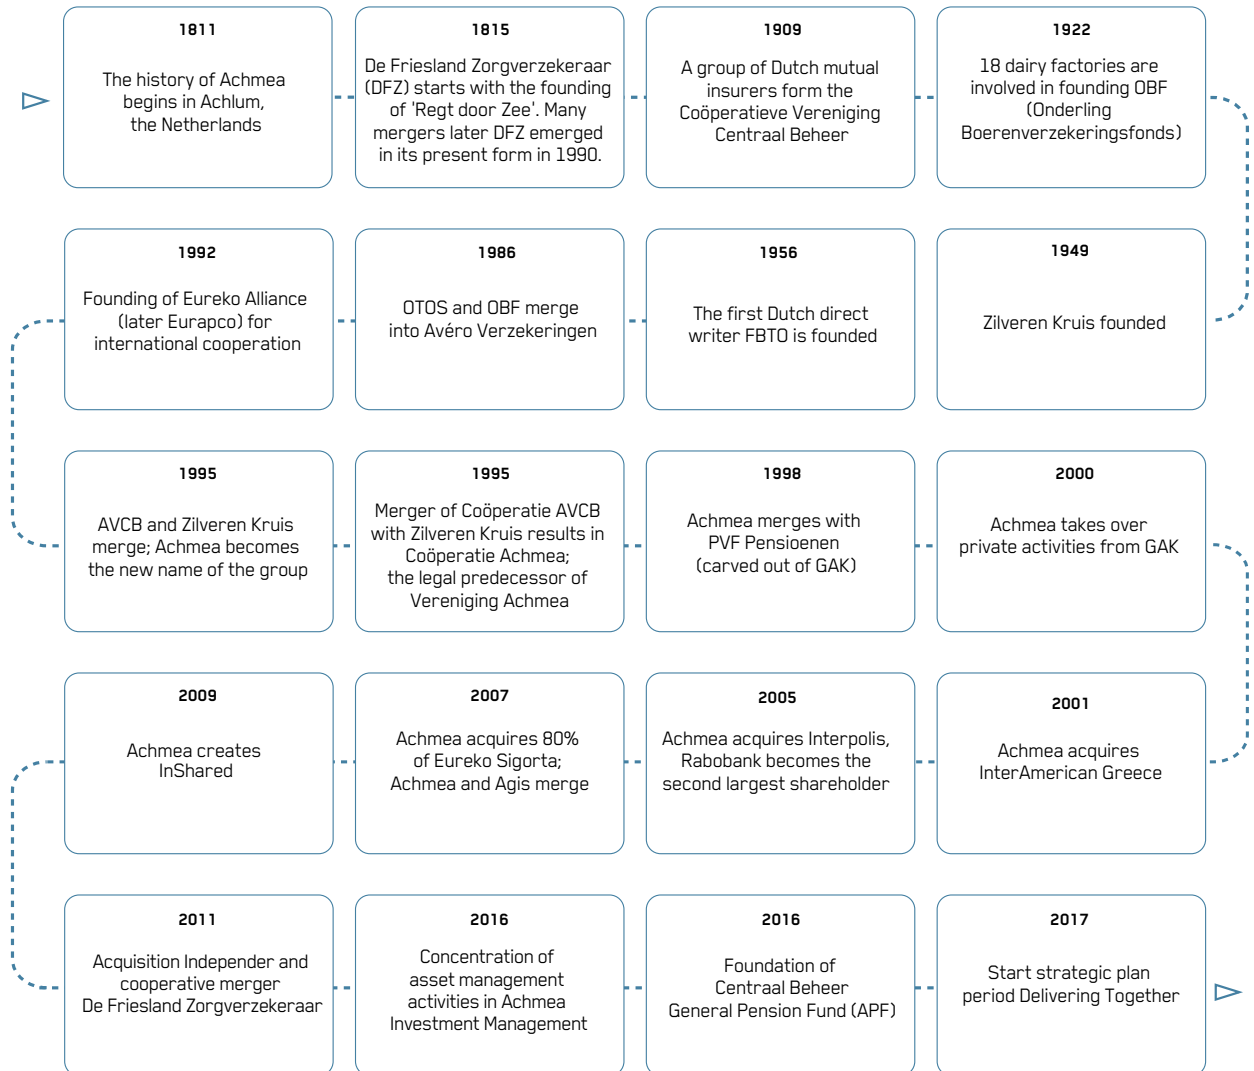 1811
The history of Achmea
begins in Achlum,
the Netherlands
1815
De Friesland Zorgverzekeraar
(DFZ) starts with the founding
of 'Regt door Zee'. Many
mergers later DFZ emerged
in its present form in 1990.
1909
A group of Dutch mutual
insurers form the
Coöperatieve Vereniging
Centraal Beheer
1922
18 dairy factories are
involved in founding OBF
(Onderling
Boerenverzekeringsfonds)
1949
Zilveren Kruis founded
1956
The first Dutch direct
writer FBTO is founded
1986
OTOS and OBF merge
into Avéro Verzekeringen
1992
Founding of Eureko Alliance
(later Eurapco) for
international cooperation
1995
AVCB and Zilveren Kruis
merge; Achmea becomes
the new name of the group
1995
Merger of Coöperatie AVCB
with Zilveren Kruis results in
Coöperatie Achmea;
the legal predecessor of
Vereniging Achmea
1998
Achmea merges with
PVF Pensioenen
(carved out of GAK)
2000
Achmea takes over
private activities from GAK
2001
Achmea acquires
InterAmerican Greece
2005
Achmea acquires Interpolis,
Rabobank becomes the
second largest shareholder
2007
Achmea acquires 80%
of Eureko Sigorta;
Achmea and Agis merge
2009
Achmea creates
InShared
2011
Acquisition Independer and
cooperative merger
De Friesland Zorgverzekeraar
2016
Concentration of
asset management
activities in Achmea
Investment Management
2016
Foundation of
Centraal Beheer
General Pension Fund (APF)
2017
Start strategic plan
period Delivering Together